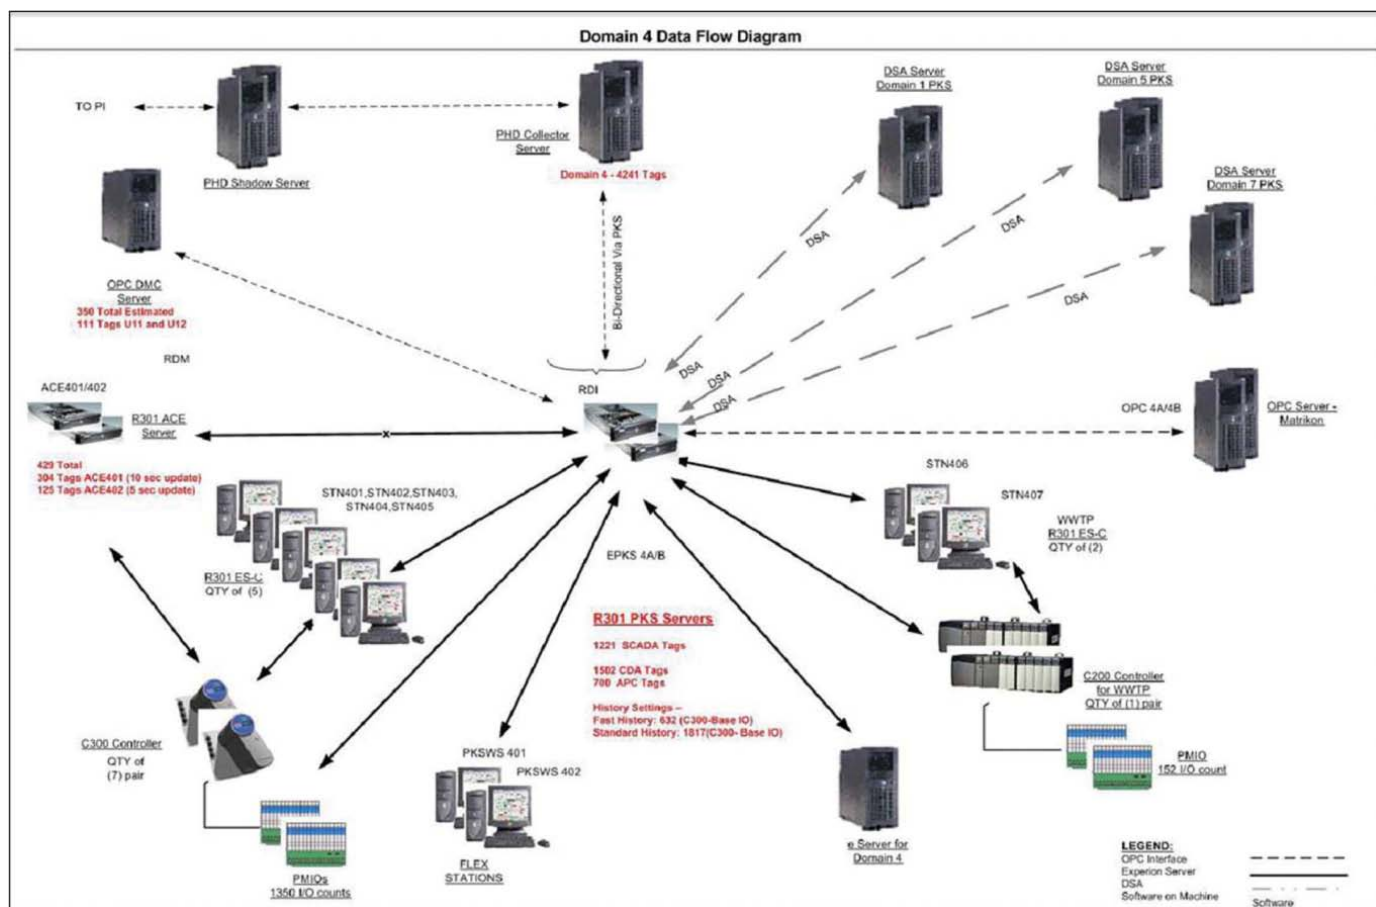 Domain 4 Data Flow Diagram
TO PI
PHD Shadow Server
PHD Collector
Server
Domain 4 - 4241 Tags
DSA Server
Domain 1 PKS
DSA Server
Domain 5 PKS
DSA Server
Domain 7 PKS
OPC DMC
Server
350 Total Estimated
111 Tags U11 and U12
Bi-Directional Via PKS
DSA
DSA
DSA
DSA
DSA
DSA
RDM
RDI
ACE401/402
R301 ACE
Server
x
OPC 4A/4B
OPC Server -
Matrikon
429 Total
304 Tags ACE401 (10 sec update)
125 Tags ACE402 (5 sec update)
STN401,STN402,STN403,
STN404,STN405
R301 ES-C
QTY of (5)
STN406
STN407
WWTP
R301 ES-C
QTY of (2)
EPKS 4A/B
R301 PKS Servers
1221 SCADA Tags
1502 CDA Tags
700 APC Tags
History Settings –
Fast History: 632 (C300-Base IO)
Standard History: 1817(C300- Base IO)
C200 Controller
for WWTP
QTY of (1) pair
C300 Controller
QTY of
(7) pair
PKSWS 401
PKSWS 402
PMIO
152 I/O count
FLEX
STATIONS
e Server for
Domain 4
PMIOs
1350 I/O counts
LEGEND:
OPC Interface
Experion Server
DSA
Software on Machine
Software